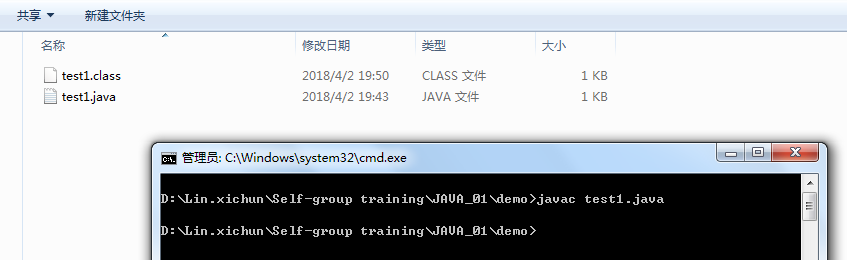 共享 新建文件夹
名称 修改日期 类型 大小
test1.class 2018/4/2 19:50 CLASS 文件 1 KB
test1.java 2018/4/2 19:43 JAVA 文件 1 KB
管理员: C:\Windows\system32\cmd.exe
D:\Lin.xichun\Self-group training\JAVA_01\demo>javac test1.java
D:\Lin.xichun\Self-group training\JAVA_01\demo>